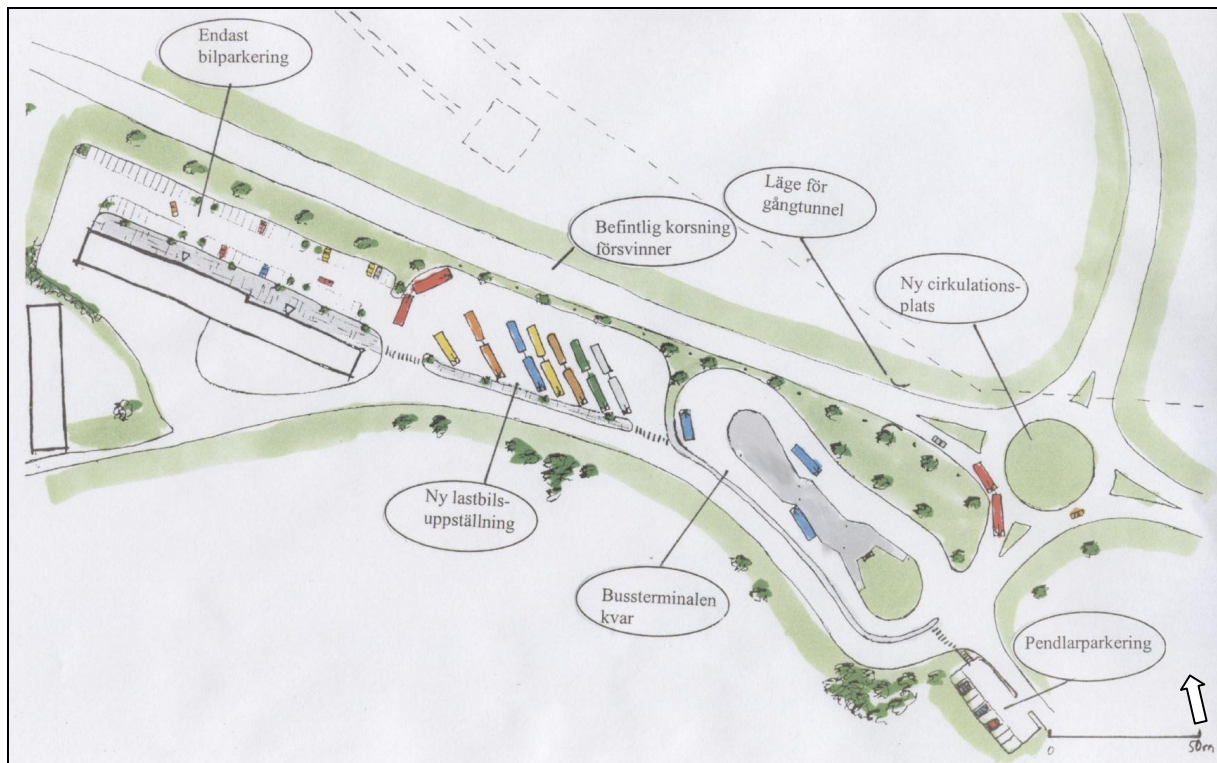 Endast
bilparkering
Läge för
gångtunnel
Befintlig korsning
försvinner
Ny cirkulations-
plats
Ny lastbils-
uppställning
Bussterminalen
kvar
Pendlarparkering
0
50m